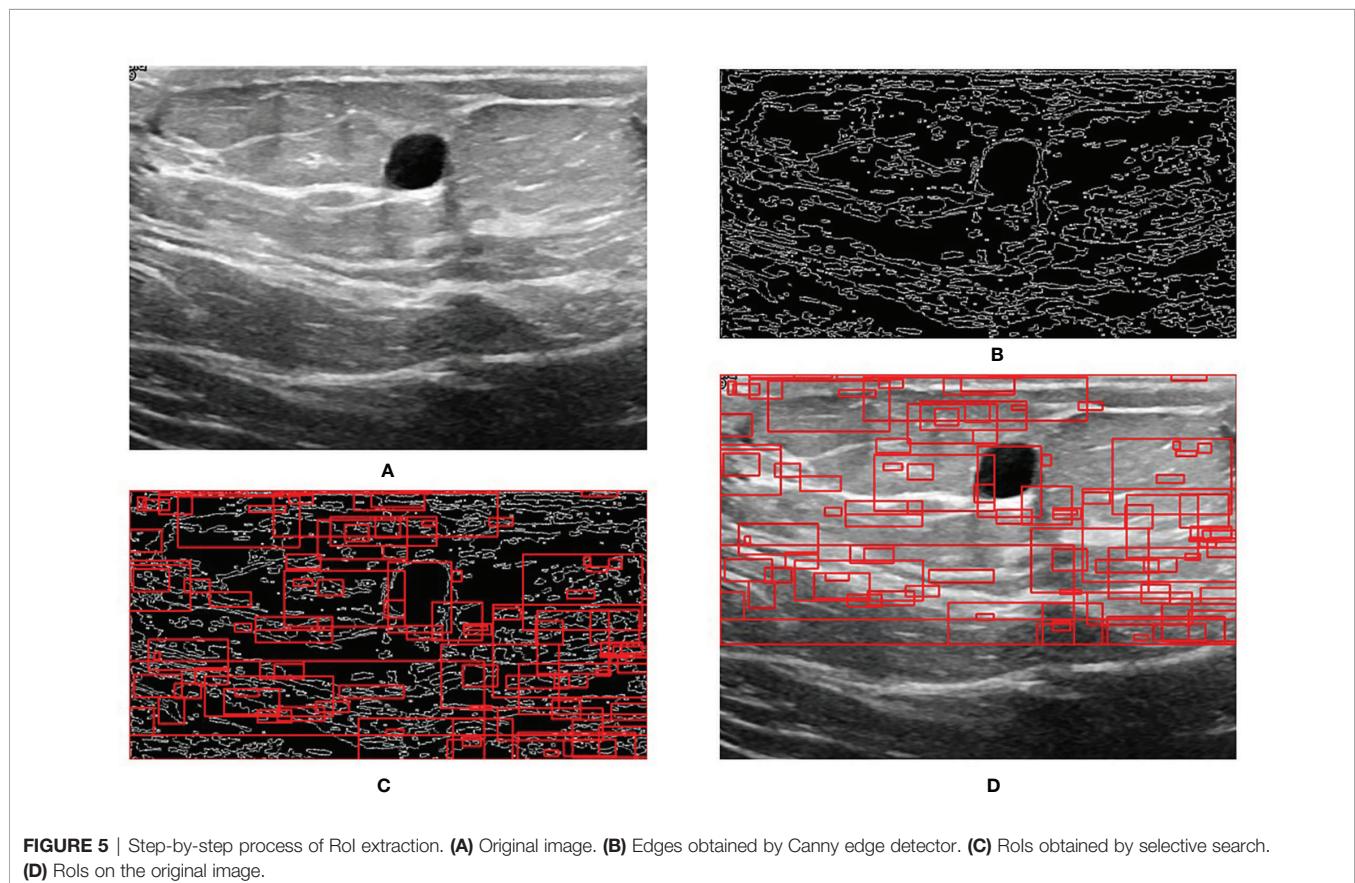 A
B
C
D
FIGURE 5 | Step-by-step process of RoI extraction. (A) Original image. (B) Edges obtained by Canny edge detector. (C) RoIs obtained by selective search.
(D) RoIs on the original image.